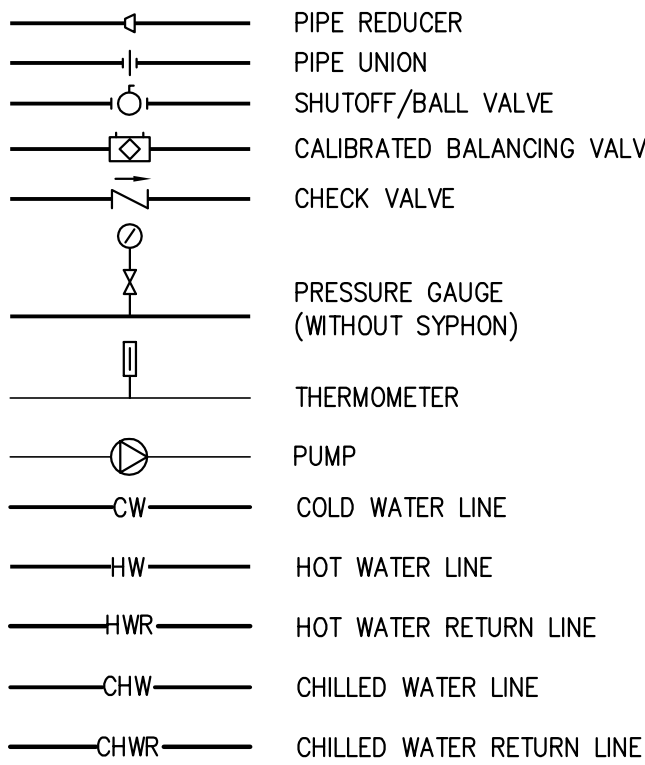 PIPE REDUCER
PIPE UNION
SHUTOFF/BALL VALVE
CALIBRATED BALANCING VALV
CHECK VALVE
PRESSURE GAUGE
(WITHOUT SYPHON)
THERMOMETER
PUMP
CW COLD WATER LINE
HW HOT WATER LINE
HWR HOT WATER RETURN LINE
CHW CHILLED WATER LINE
CHWR CHILLED WATER RETURN LINE